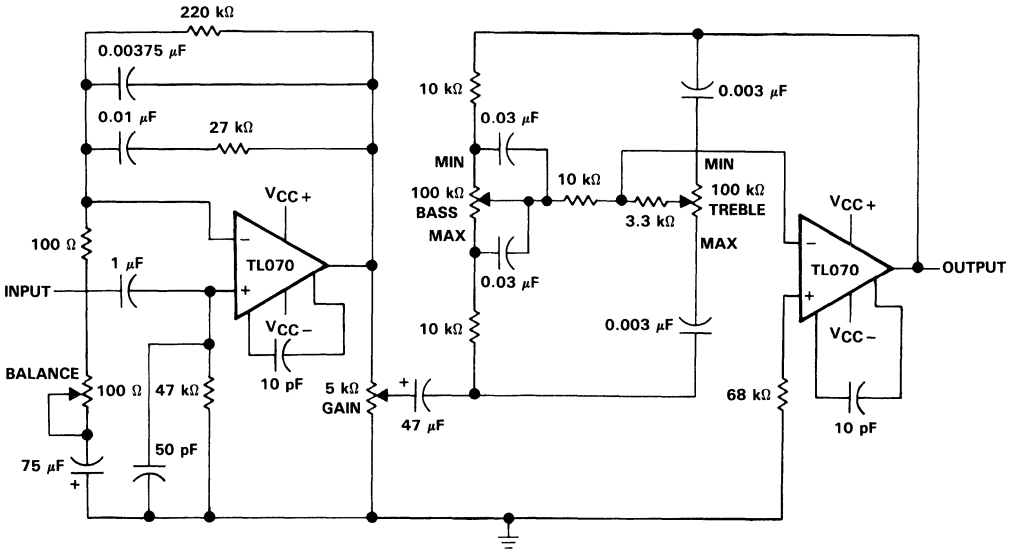 220 kΩ
0.00375 µF
0.01 µF
27 kΩ
100 Ω
1 µF
INPUT
VCC+
−
TL070
+
VCC−
10 pF
BALANCE
100 Ω
47 kΩ
5 kΩ
GAIN
75 µF
+
50 pF
+
47 µF
10 kΩ
0.03 µF
MIN
100 kΩ
BASS
MAX
0.03 µF
10 kΩ
10 kΩ
3.3 kΩ
0.003 µF
MIN
100 kΩ
TREBLE
MAX
0.003 µF
VCC+
−
TL070
+
VCC−
OUTPUT
68 kΩ
10 pF